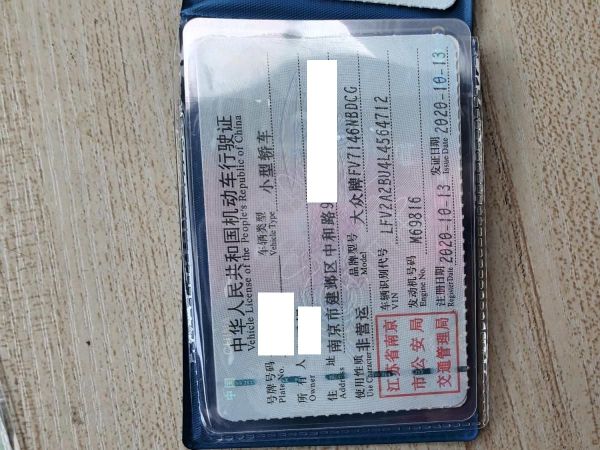 中华人民共和国机动车行驶证
Vehicle License of the People's Republic of China
号牌号码
Plate No.
车辆类型 小型轿车
Vehicle Type
所有人
Owner
住址 南京市建邺区中和路9
Address
使用性质 非营运
Use Character
品牌型号 大众牌FV7146VBDCG
Model
车辆识别代号 LFV2A2BU4L4564712
VIN
发动机号码 M69816
Engine No.
注册日期 2020-10-13
Register Date
发证日期 2020-10-13
Issue Date
江苏省南京
市公安局
交通管理局